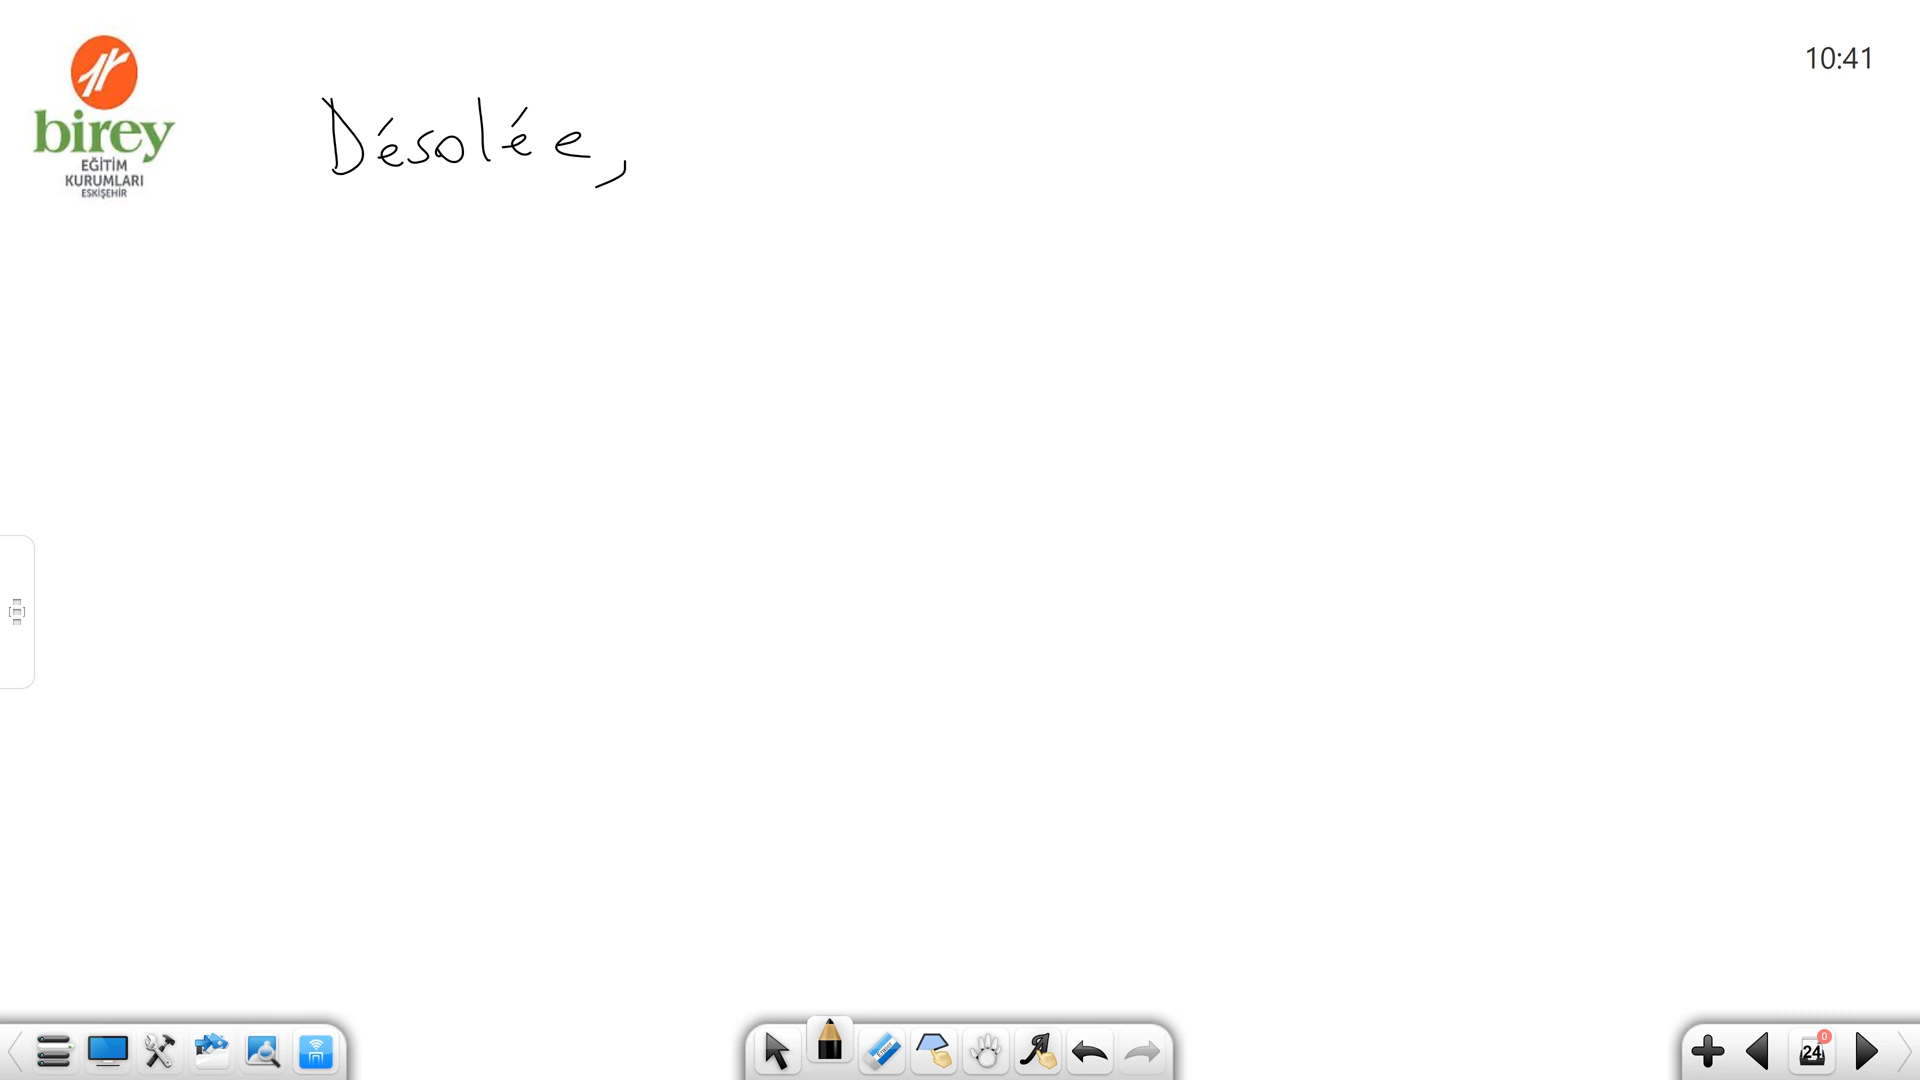 10:41
birey
EĞİTİM
KURUMLARI
ESKİŞEHİR
Désolée,
24
0